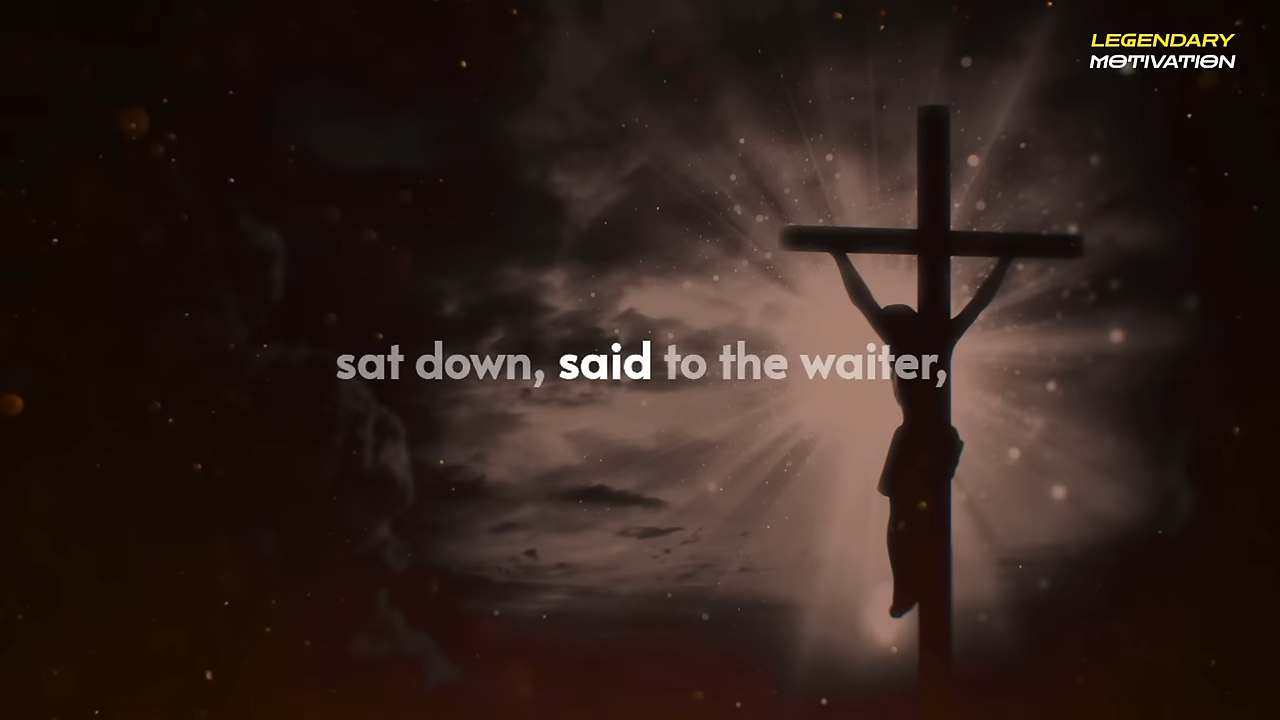 LEGENDARY
MOTIVATION
sat down, said to the waiter,